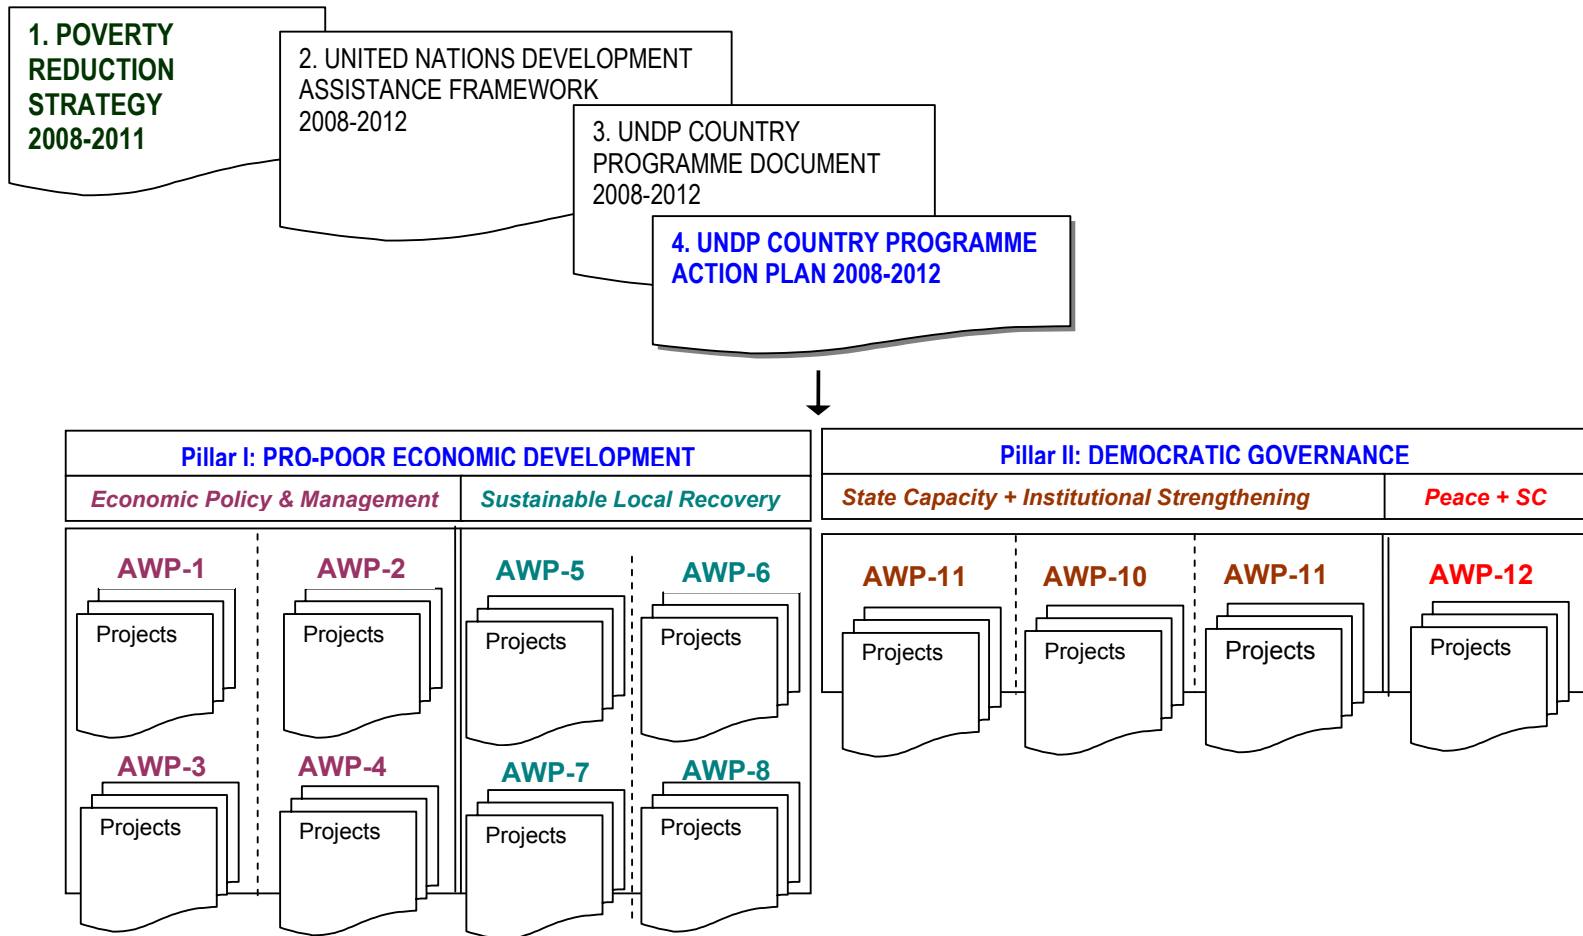 1. POVERTY
REDUCTION
STRATEGY
2008-2011
2. UNITED NATIONS DEVELOPMENT
ASSISTANCE FRAMEWORK
2008-2012
3. UNDP COUNTRY
PROGRAMME DOCUMENT
2008-2012
4. UNDP COUNTRY PROGRAMME
ACTION PLAN 2008-2012
Pillar I: PRO-POOR ECONOMIC DEVELOPMENT
Economic Policy & Management
Sustainable Local Recovery
AWP-1
Projects
AWP-2
Projects
AWP-5
Projects
AWP-6
Projects
AWP-3
Projects
AWP-4
Projects
AWP-7
Projects
AWP-8
Projects
Pillar II: DEMOCRATIC GOVERNANCE
State Capacity + Institutional Strengthening
Peace + SC
AWP-11
Projects
AWP-10
Projects
AWP-11
Projects
AWP-12
Projects